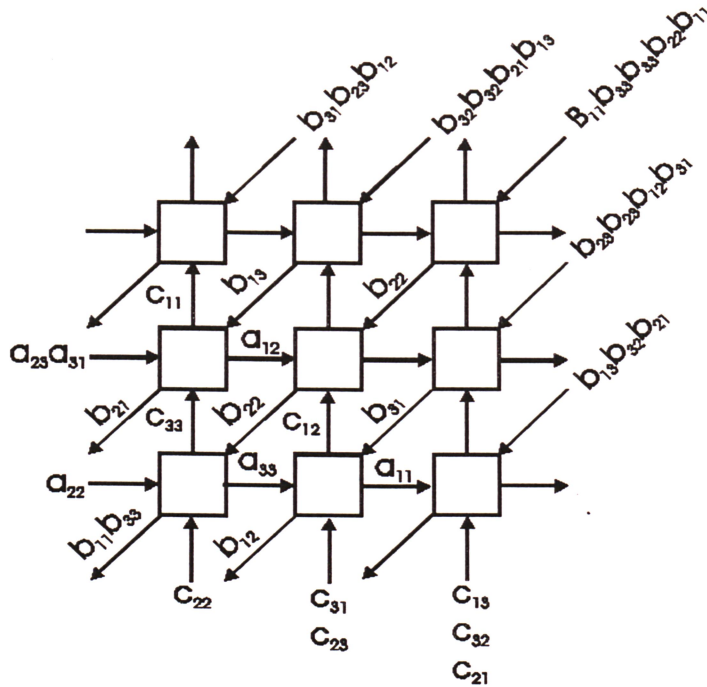 b₃₁b₂₃b₁₂
b₃₂b₃₂b₂₁b₁₃
B₁₁b₃₃b₃₃b₂₂b₁₁
b₂₃b₂₃b₁₂b₃₁
c₁₁
b₁₃
b₂₂
a₂₃a₃₁
a₁₂
b₁₃b₃₂b₂₁
b₂₁
c₃₃
b₂₂
c₁₂
b₃₁
a₂₂
a₃₃
a₁₁
b₁₁b₃₃
b₁₂
c₂₂
c₃₁
c₁₃
c₂₃
c₃₂
c₂₁